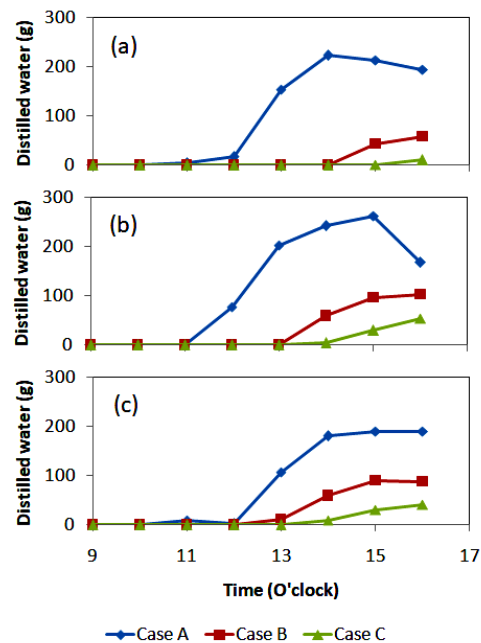 300
(a)
200
100
0
Distilled water (g)
300
(b)
200
100
0
Distilled water (g)
300
(c)
200
100
0
Distilled water (g)
9 11 13 15 17
Time (O'clock)
Case A Case B Case C